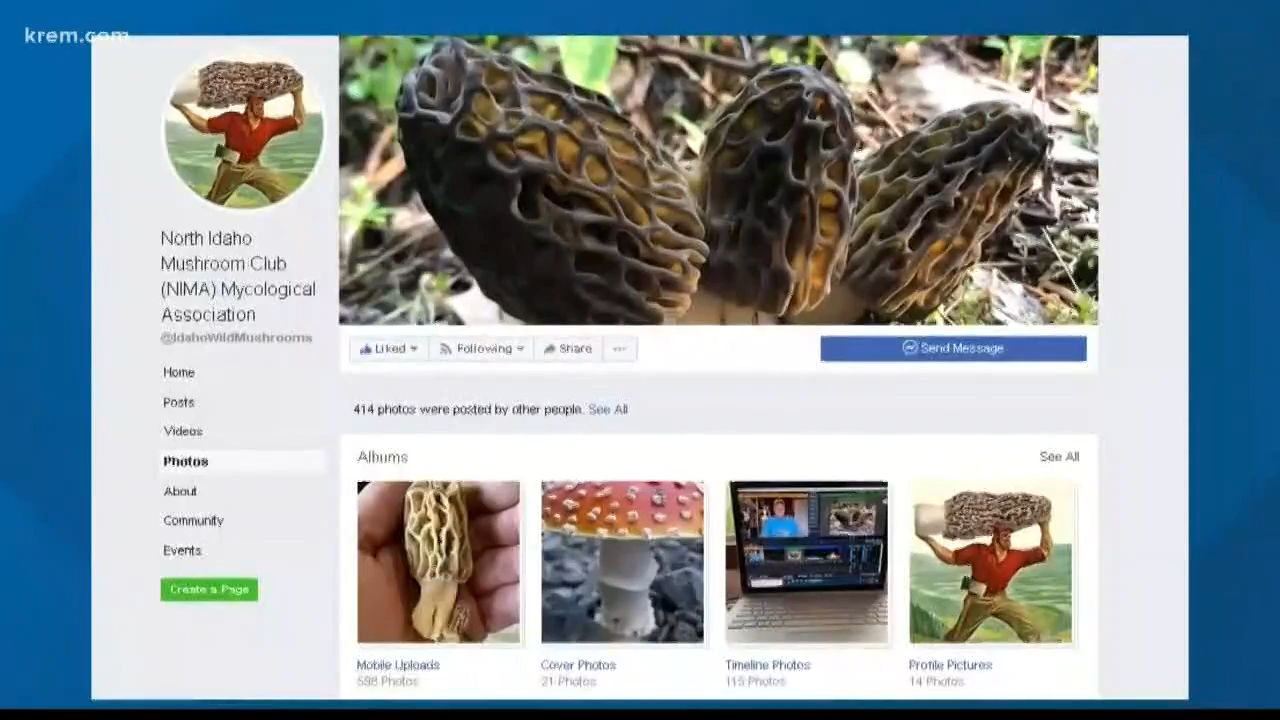 krem.com
North Idaho
Mushroom Club
(NIMA) Mycological
Association
@IdahoWildMushrooms
Home
Posts
Videos
Photos
About
Community
Events
Create a Page
Liked
Following
Share
Send Message
414 photos were posted by other people. See All
Albums
See All
Mobile Uploads
Cover Photos
21 Photos
Timeline Photos
Profile Pictures
14 Photos